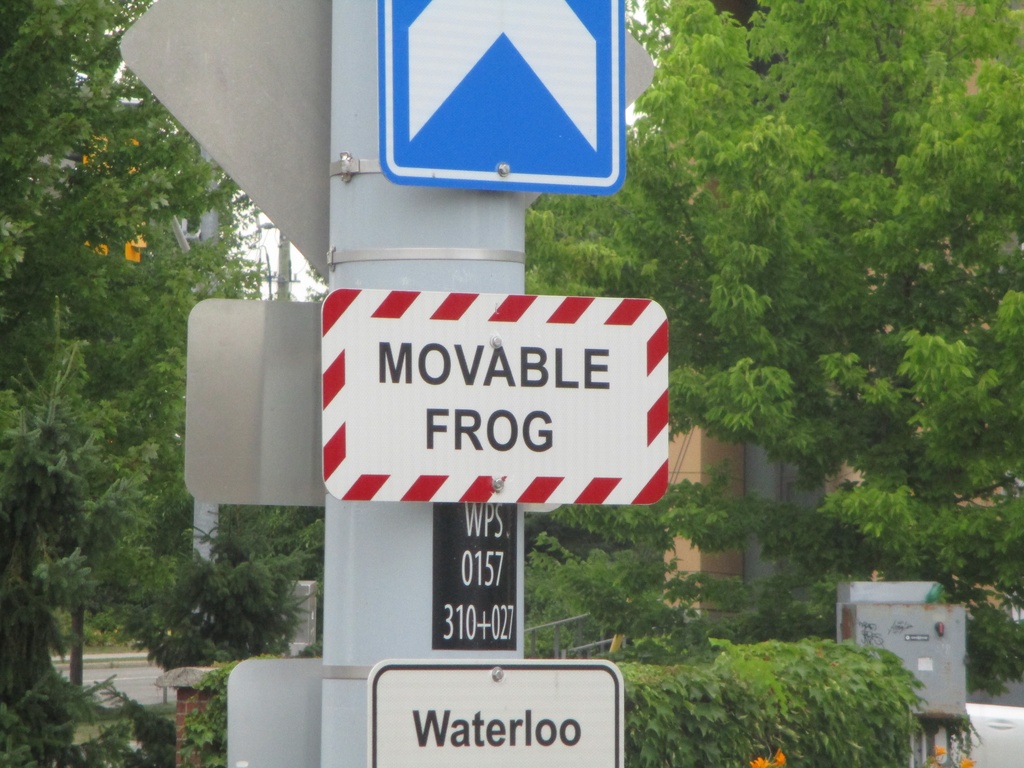 MOVABLE
FROG
WPS
0157
310+027
Waterloo